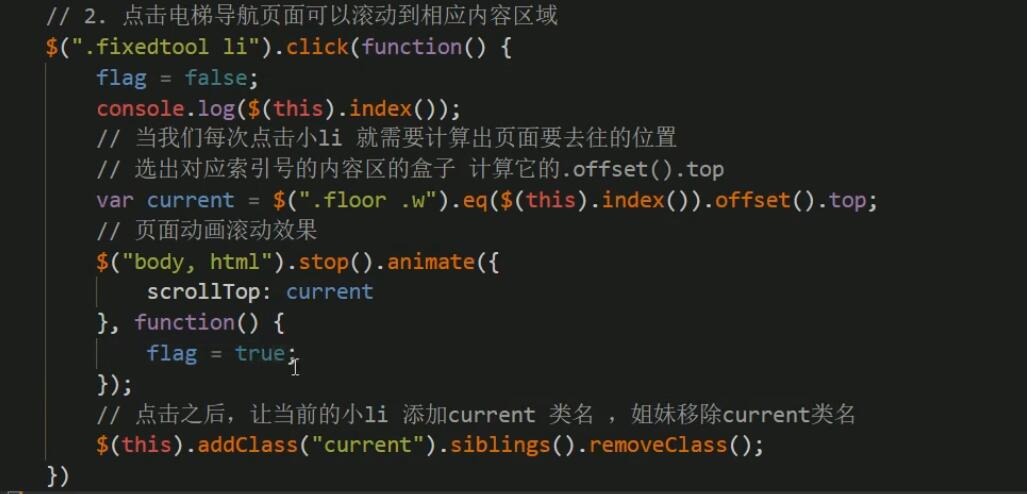 // 2. 点击电梯导航页面可以滚动到相应内容区域
$(".fixedtool li").click(function() {
    flag = false;
    console.log($(this).index());
    // 当我们每次点击小li 就需要计算出页面要去往的位置
    // 选出对应索引号的内容区的盒子 计算它的.offset().top
    var current = $(".floor .w").eq($(this).index()).offset().top;
    // 页面动画滚动效果
    $("body, html").stop().animate({
        scrollTop: current
    }, function() {
        flag = true;
    });
    // 点击之后，让当前的小li 添加current 类名 ，姐妹移除current类名
    $(this).addClass("current").siblings().removeClass();
})